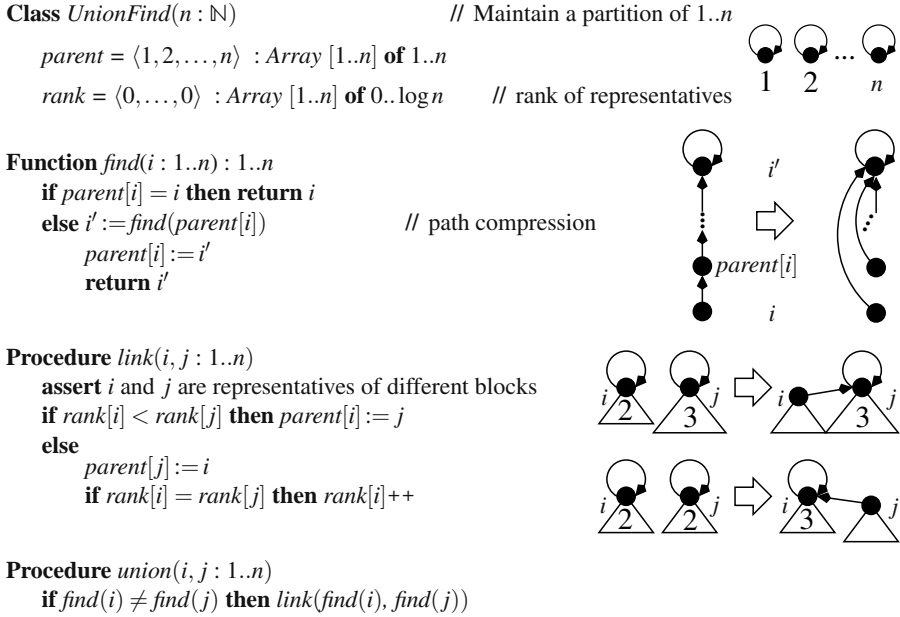 Class UnionFind(n : ℕ) // Maintain a partition of 1..n
parent = ⟨1, 2, . . . , n⟩ : Array [1..n] of 1..n
rank = ⟨0, . . . , 0⟩ : Array [1..n] of 0.. log n // rank of representatives
1 2 ... n
Function find(i : 1..n) : 1..n
if parent[i] = i then return i
else i′ := find(parent[i]) // path compression
parent[i] := i′
return i′
i′
parent[i]
i
Procedure link(i, j : 1..n)
assert i and j are representatives of different blocks
if rank[i] < rank[j] then parent[i] := j
else
parent[j] := i
if rank[i] = rank[j] then rank[i]++
i 2 3 j i 3 j
i 2 2 j i 3 j
Procedure union(i, j : 1..n)
if find(i) ≠ find(j) then link(find(i), find(j))